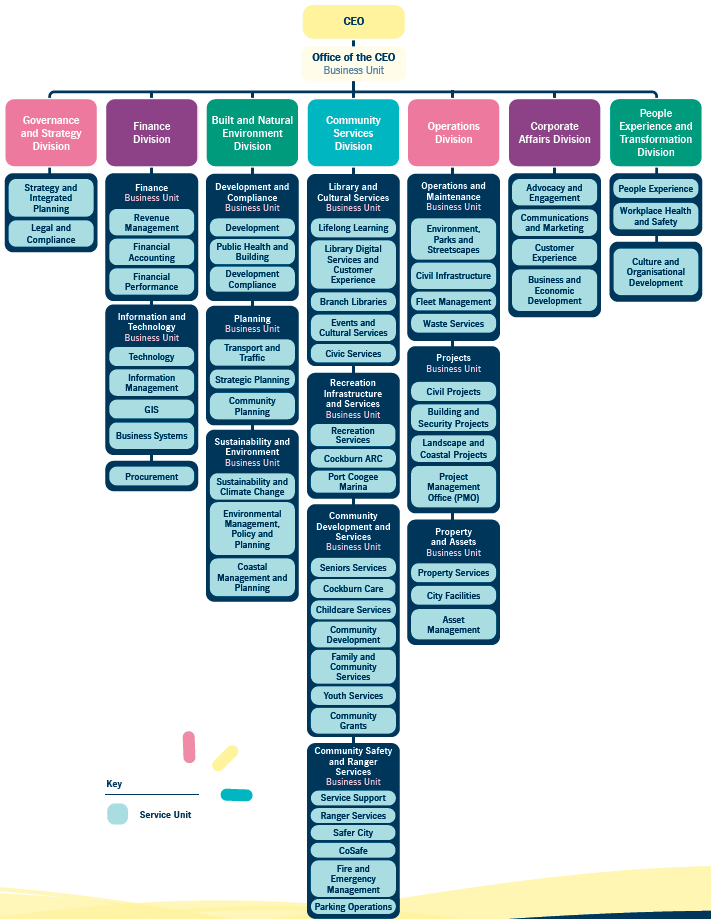 CEO
Office of the CEO
Business Unit
Governance
and Strategy
Division
Strategy and
Integrated
Planning
Legal and
Compliance
Finance
Division
Finance
Business Unit
Revenue
Management
Financial
Accounting
Financial
Performance
Information and
Technology
Business Unit
Technology
Information
Management
GIS
Business Systems
Procurement
Built and Natural
Environment
Division
Development and
Compliance
Business Unit
Development
Public Health and
Building
Development
Compliance
Planning
Business Unit
Transport and
Traffic
Strategic Planning
Community
Planning
Sustainability and
Environment
Business Unit
Sustainability and
Climate Change
Environmental
Management,
Policy and
Planning
Coastal
Management and
Planning
Community
Services
Division
Library and
Cultural Services
Business Unit
Lifelong Learning
Library Digital
Services and
Customer
Experience
Branch Libraries
Events and
Cultural Services
Civic Services
Recreation
Infrastructure
and Services
Business Unit
Recreation
Services
Cockburn ARC
Port Coogee
Marina
Community
Development and
Services
Business Unit
Seniors Services
Cockburn Care
Childcare Services
Community
Development
Family and
Community
Services
Youth Services
Community
Grants
Community Safety
and Ranger
Services
Business Unit
Service Support
Ranger Services
Safer City
CoSafe
Fire and
Emergency
Management
Parking Operations
Operations
Division
Operations and
Maintenance
Business Unit
Environment,
Parks and
Streetscapes
Civil Infrastructure
Fleet Management
Waste Services
Projects
Business Unit
Civil Projects
Building and
Security Projects
Landscape and
Coastal Projects
Project
Management
Office (PMO)
Property
and Assets
Business Unit
Property Services
City Facilities
Asset
Management
Corporate
Affairs Division
Advocacy and
Engagement
Communications
and Marketing
Customer
Experience
Business and
Economic
Development
People
Experience and
Transformation
Division
People Experience
Workplace Health
and Safety
Culture and
Organisational
Development
Key
Service Unit